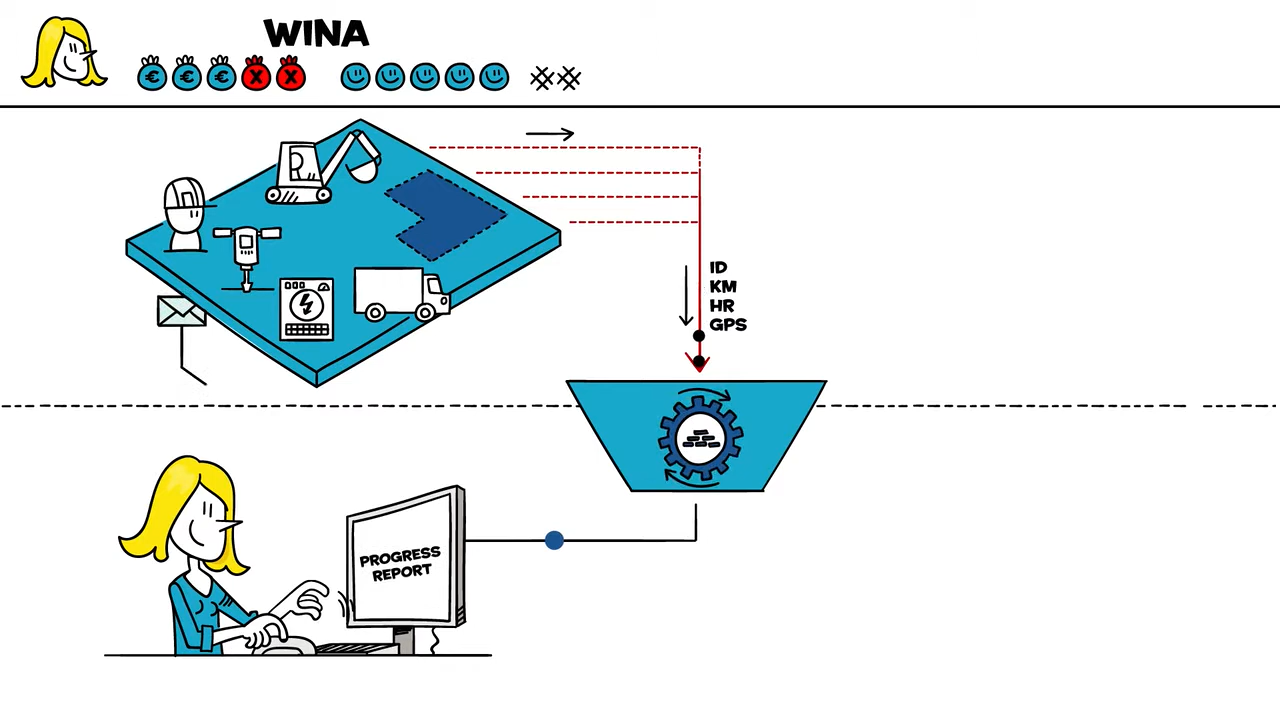 WINA
€ € € X X
ID
KM
HR
GPS
PROGRESS
REPORT